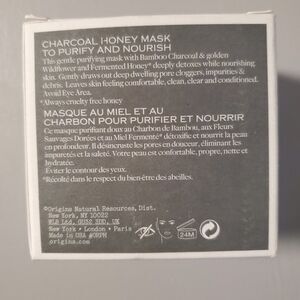 CHARCOAL HONEY MASK
TO PURIFY AND NOURISH
This gentle purifying mask with Bamboo Charcoal & golden
Wildflower and Fermented Honey* deeply detoxes while nourishing
skin. Gently draws out deep dwelling pore cloggers, impurities &
debris. Leaves skin feeling comfortable, clean, clear and conditioned.
Avoid Eye Area.
*Always cruelty free honey
MASQUE AU MIEL ET AU
CHARBON POUR PURIFIER ET NOURRIR
Ce masque purifiant doux au Charbon de Bambou, aux Fleurs
Sauvages Dorées et au Miel Fermenté* détoxifie et nourrit la peau
en profondeur. Il désincruste les pores en douceur, éliminant les
impuretés et la saleté. Votre peau est confortable, propre, nette et
hydratée.
Eviter le contour des yeux.
*Récolté dans le respect du bien-être des abeilles.
©Origins Natural Resources, Dist.
New York, NY 10022
New York • London • Paris
Made in USA #ORPM
origins.com
24M